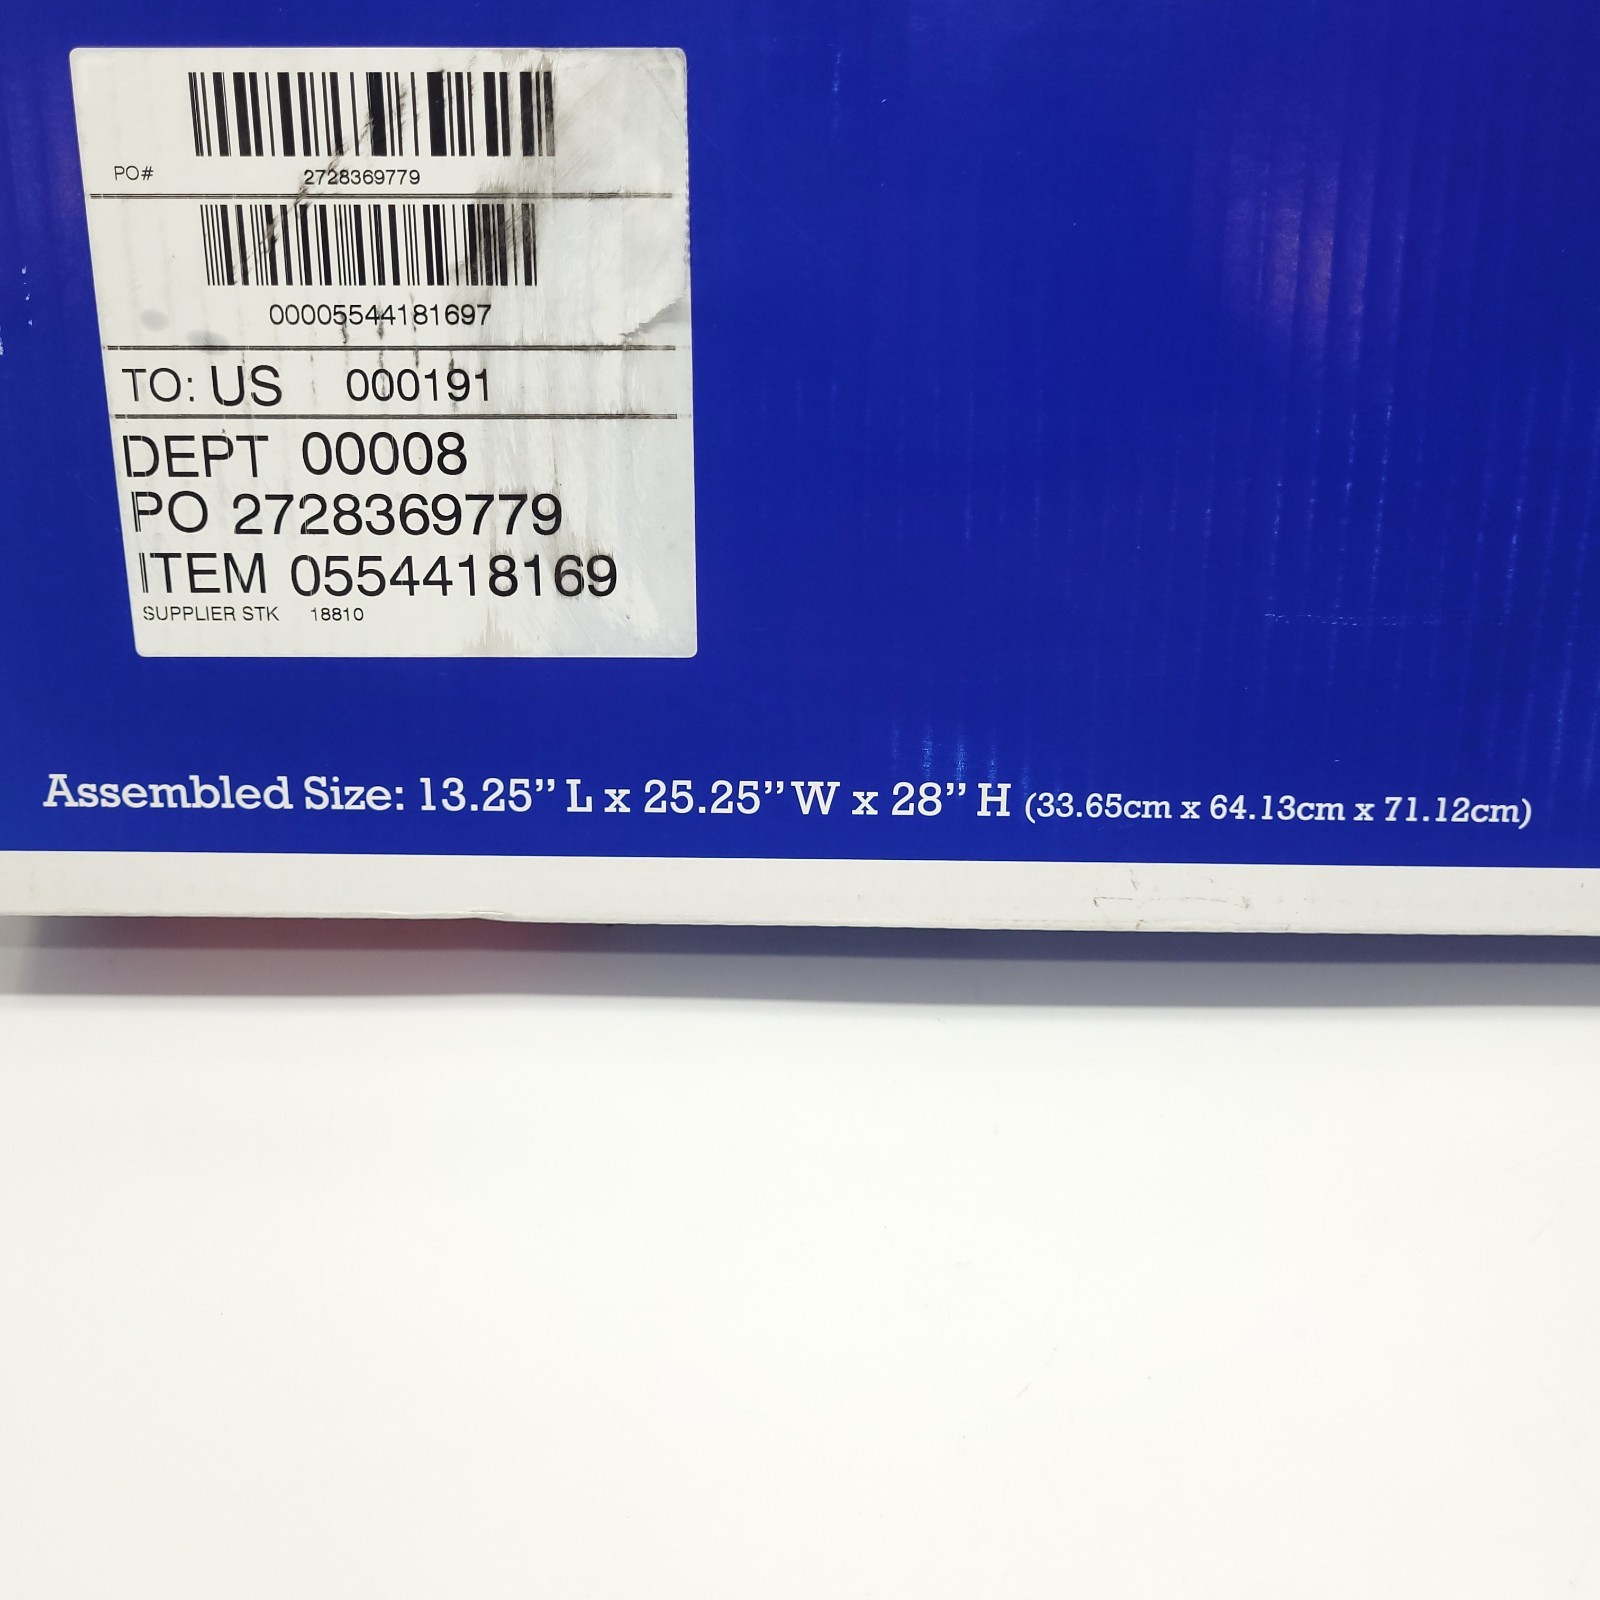 PO# 2728369779
00005544181697
TO: US 000191
DEPT 00008
PO 2728369779
ITEM 0554418169
SUPPLIER STK 18810
Assembled Size: 13.25” L x 25.25” W x 28” H (33.65cm x 64.13cm x 71.12cm)